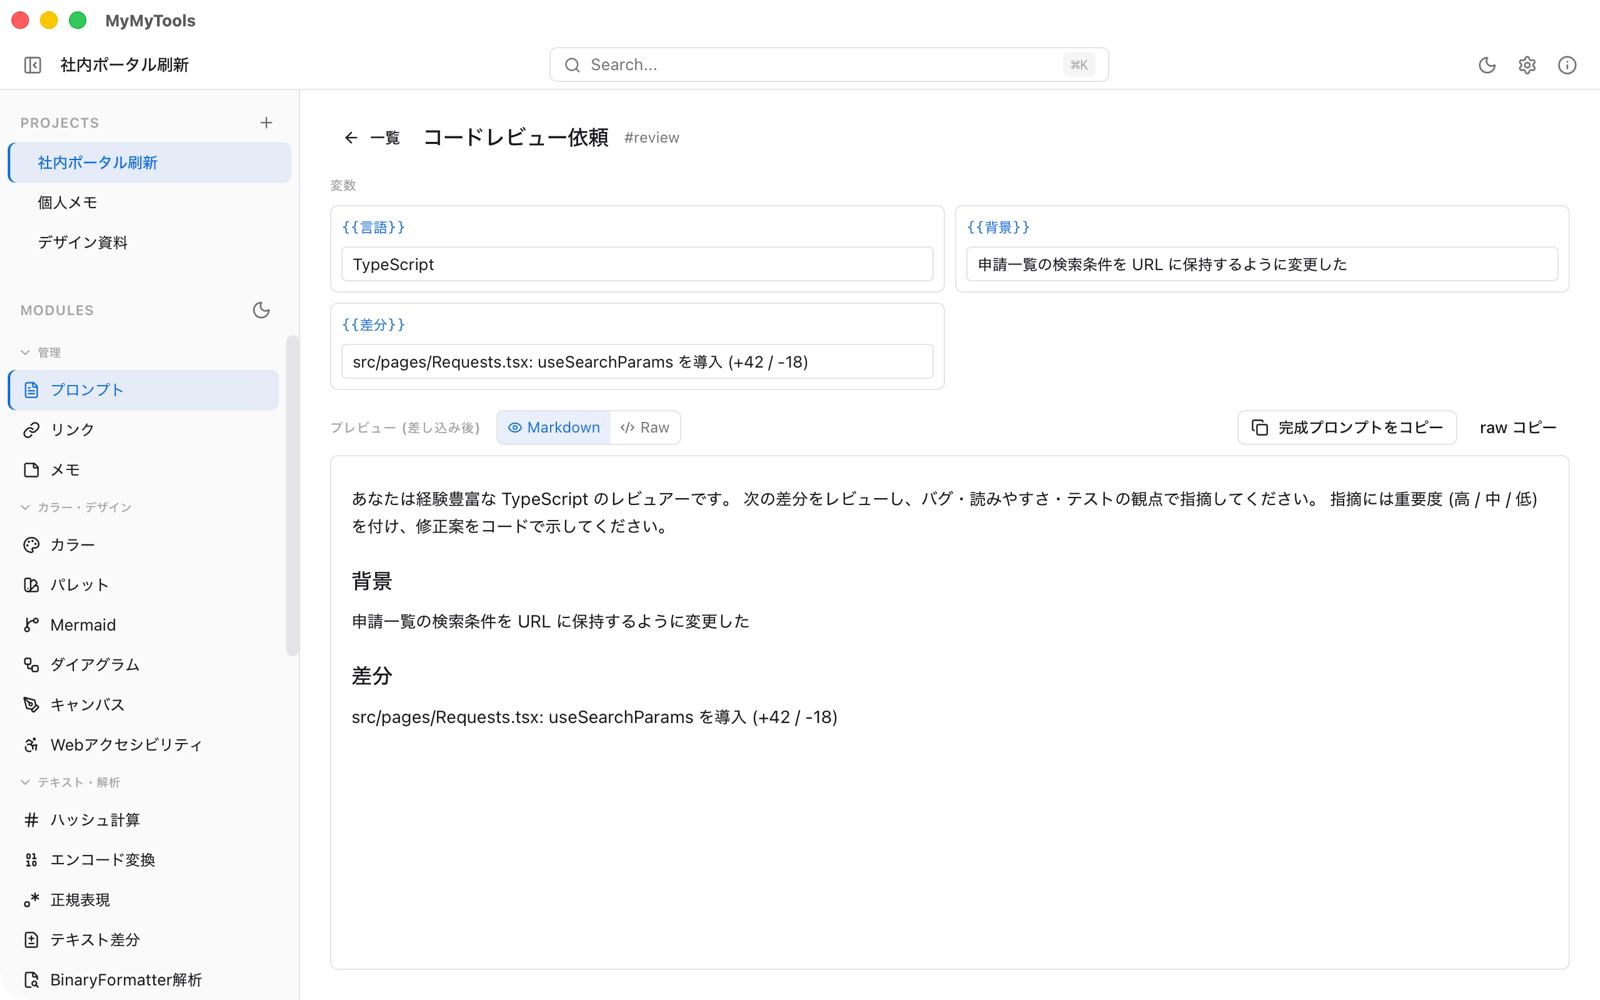 MyMyTools
社内ポータル刷新
Search...
⌘K
PROJECTS
社内ポータル刷新
個人メモ
デザイン資料
MODULES
管理
プロンプト
リンク
メモ
カラー・デザイン
カラー
パレット
Mermaid
ダイアグラム
キャンバス
Webアクセシビリティ
テキスト・解析
ハッシュ計算
エンコード変換
正規表現
テキスト差分
BinaryFormatter解析
一覧
コードレビュー依頼 #review
変数
{{言語}}
TypeScript
{{背景}}
申請一覧の検索条件を URL に保持するように変更した
{{差分}}
src/pages/Requests.tsx: useSearchParams を導入 (+42 / -18)
プレビュー (差し込み後)
Markdown
Raw
完成プロンプトをコピー
raw コピー
あなたは経験豊富な TypeScript のレビュアーです。 次の差分をレビューし、バグ・読みやすさ・テストの観点で指摘してください。 指摘には重要度 (高 / 中 / 低)
を付け、修正案をコードで示してください。
背景
申請一覧の検索条件を URL に保持するように変更した
差分
src/pages/Requests.tsx: useSearchParams を導入 (+42 / -18)